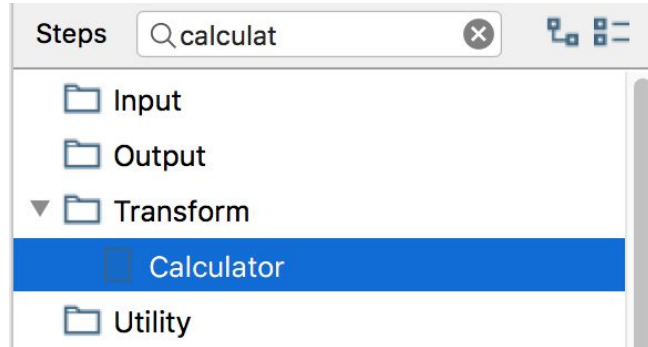 Steps calculat
Input
Output
Transform
Calculator
Utility